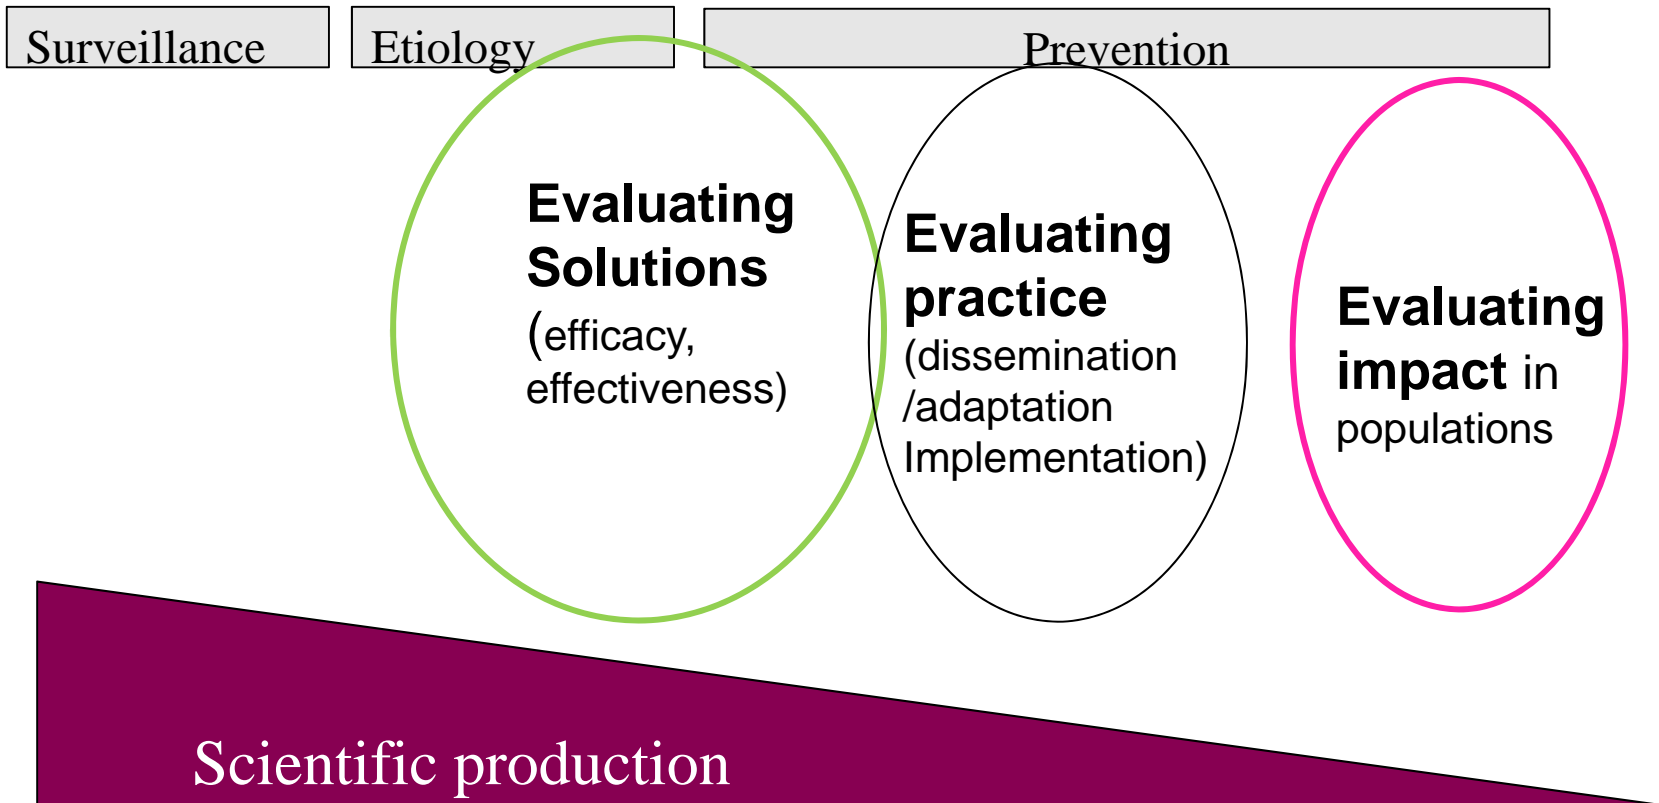 Surveillance
Etiology
Prevention
Evaluating
Solutions
(efficacy,
effectiveness)
Evaluating
practice
(dissemination
/adaptation
Implementation)
Evaluating
impact in
populations
Scientific production